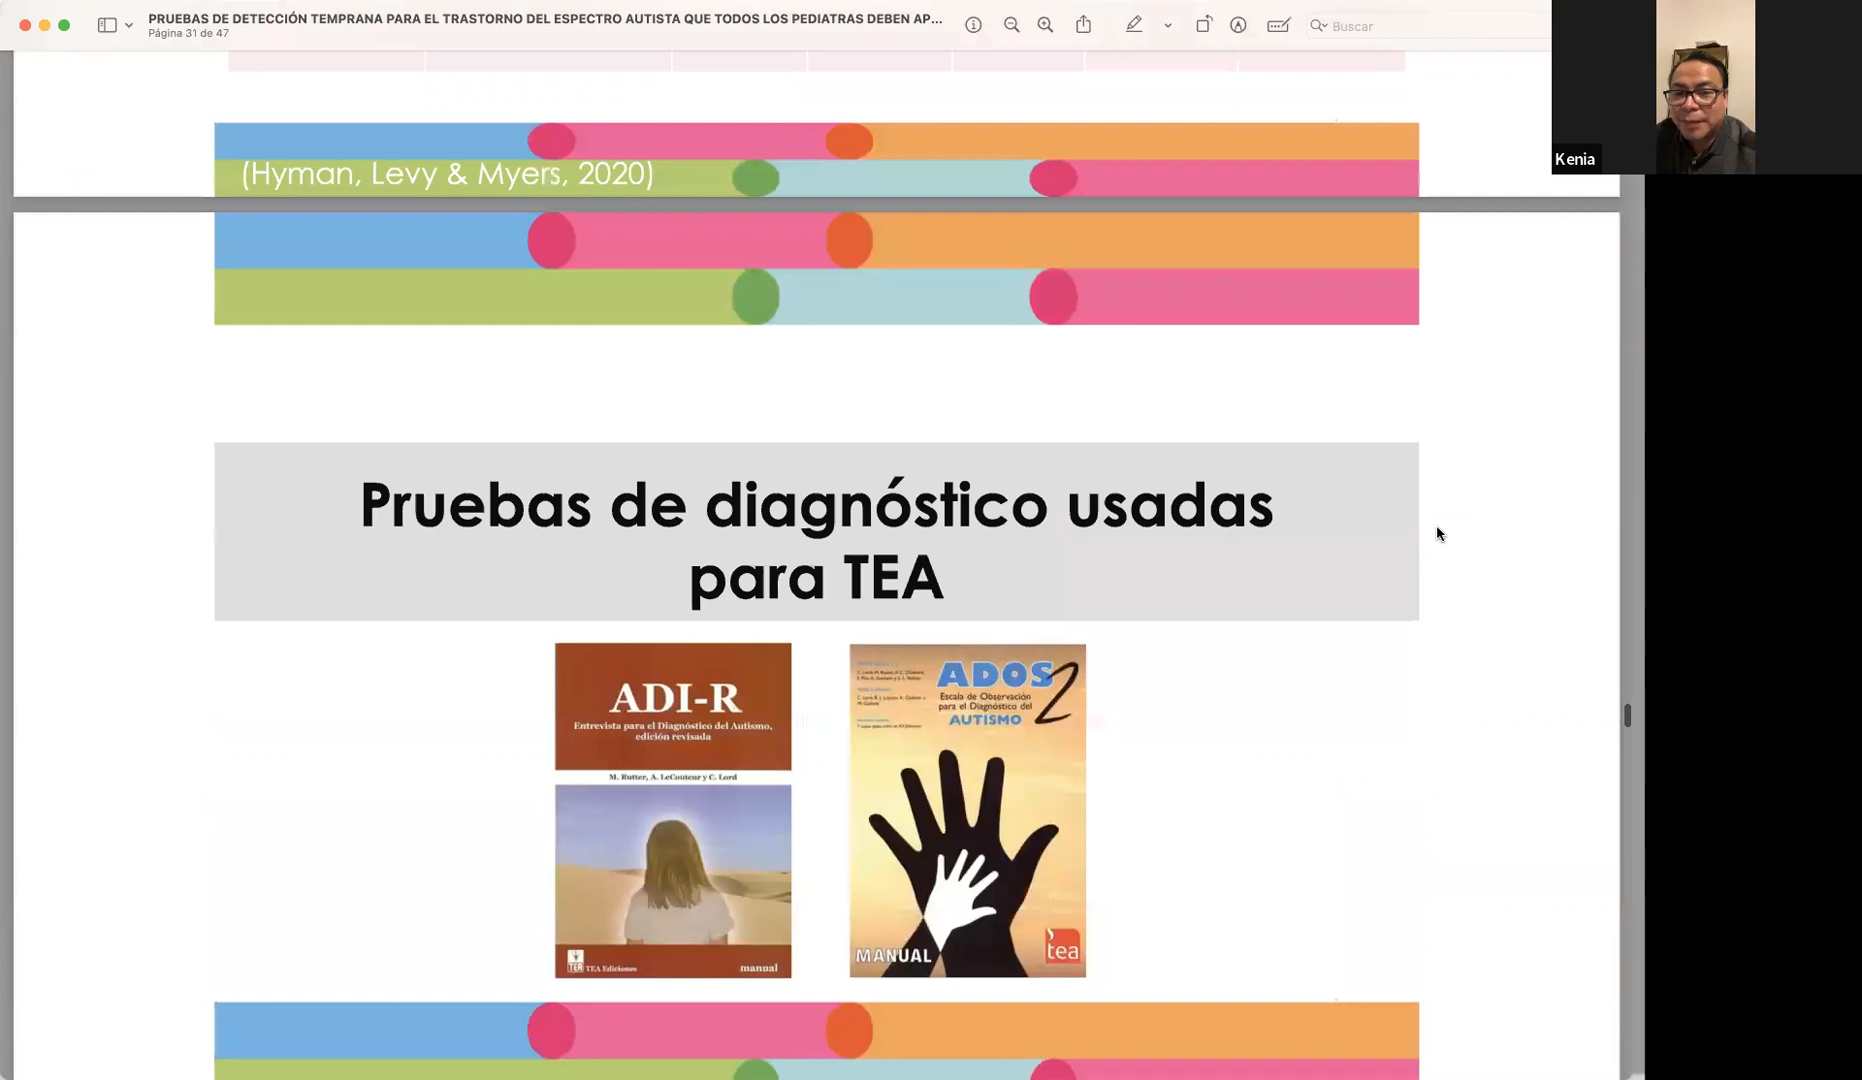 PRUEBAS DE DETECCIÓN TEMPRANA PARA EL TRASTORNO DEL ESPECTRO AUTISTA QUE TODOS LOS PEDIATRAS DEBEN AP...
Página 31 de 47
Buscar
Kenia
(Hyman, Levy & Myers, 2020)
Pruebas de diagnóstico usadas
para TEA
ADI-R
Entrevista para el Diagnóstico del Autismo,
edición revisada
M. Rutter, A. LeCouteur y C. Lord
TEA Ediciones
manual
ADOS 2
Escala de Observación
para el Diagnóstico del
AUTISMO
MANUAL
tea